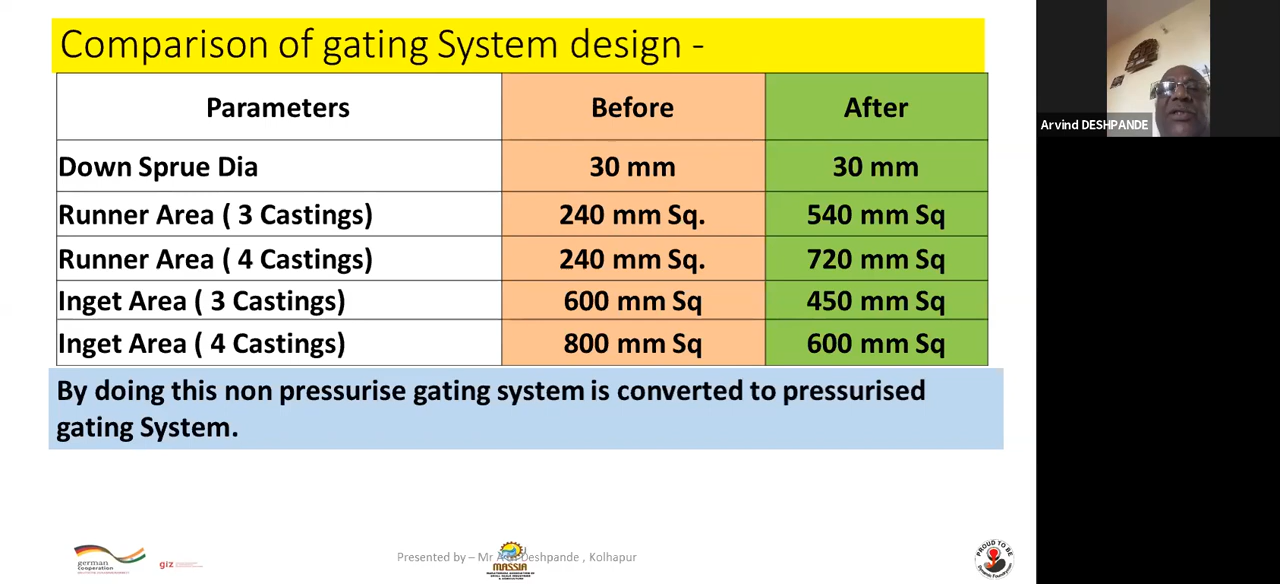 Comparison of gating System design -
Parameters Before After
Down Sprue Dia 30 mm 30 mm
Runner Area ( 3 Castings) 240 mm Sq. 540 mm Sq
Runner Area ( 4 Castings) 240 mm Sq. 720 mm Sq
Inget Area ( 3 Castings) 600 mm Sq 450 mm Sq
Inget Area ( 4 Castings) 800 mm Sq 600 mm Sq
By doing this non pressurise gating system is converted to pressurised
gating System.
Arvind DESHPANDE
german
cooperation
giz
Presented by – Mr Deshpande , Kolhapur
MASSIA
PROUD TO BE